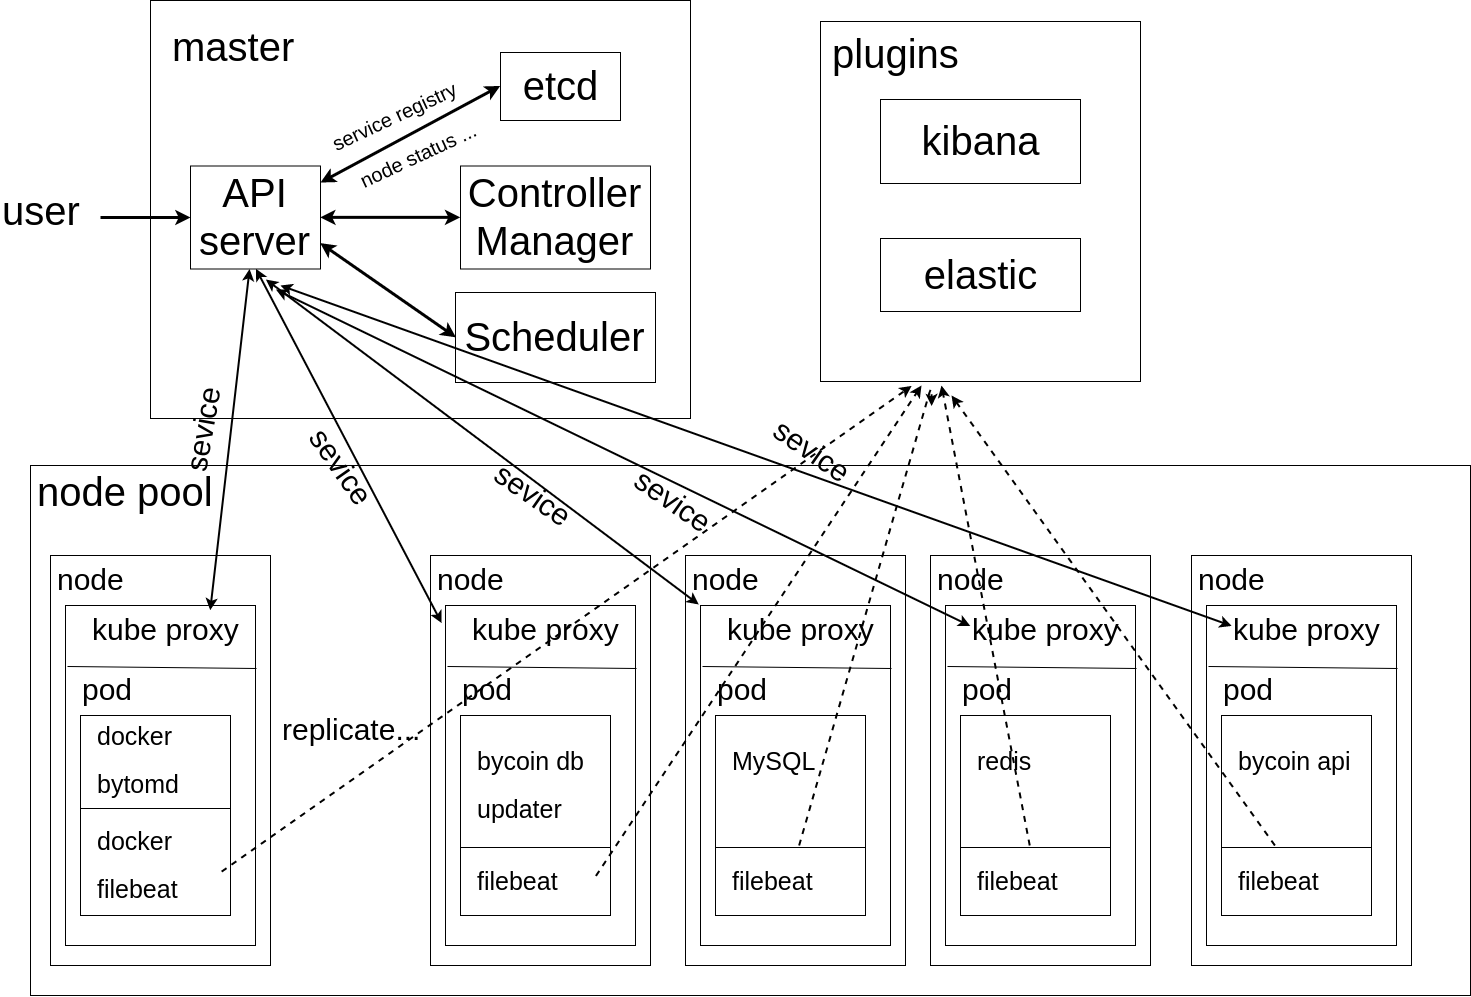 master
etcd
service registry
node status ...
API
server
user
Controller
Manager
Scheduler
plugins
kibana
elastic
sevice
sevice
sevice
sevice
sevice
node pool
node
kube proxy
pod
docker
bytomd
docker
filebeat
replicate...
node
kube proxy
pod
bycoin db
updater
filebeat
node
kube proxy
pod
MySQL
filebeat
node
kube proxy
pod
redis
filebeat
node
kube proxy
pod
bycoin api
filebeat